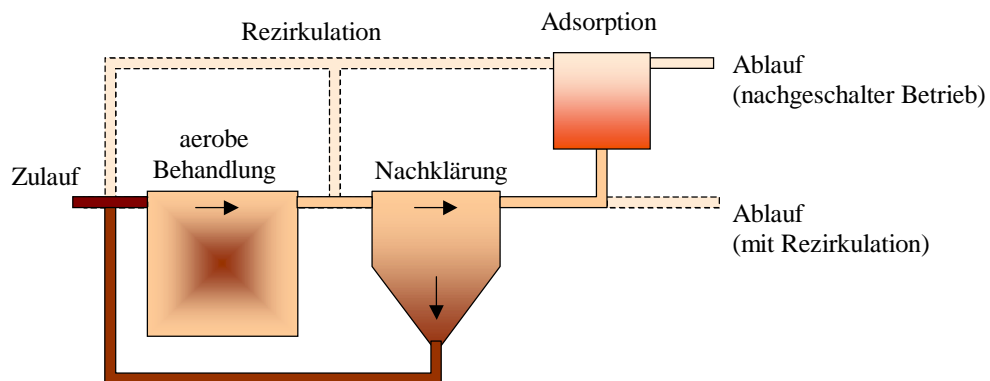 Adsorption
Rezirkulation
Ablauf
(nachgeschalter Betrieb)
aerobe
Behandlung
Nachklärung
Zulauf
Ablauf
(mit Rezirkulation)